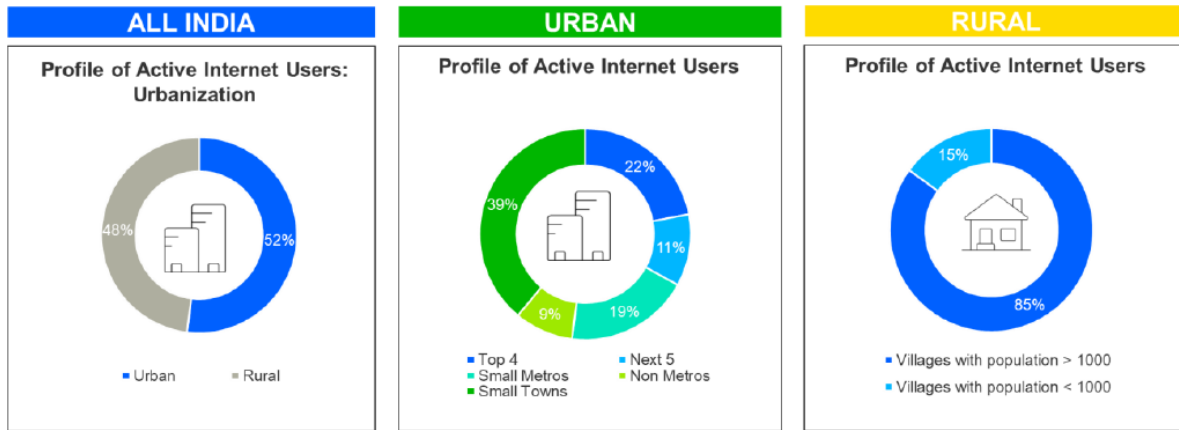 ALL INDIA
Profile of Active Internet Users:
Urbanization
48%
52%
Urban
Rural
URBAN
Profile of Active Internet Users
22%
39%
11%
19%
9%
Top 4
Next 5
Small Metros
Non Metros
Small Towns
RURAL
Profile of Active Internet Users
15%
85%
Villages with population > 1000
Villages with population < 1000